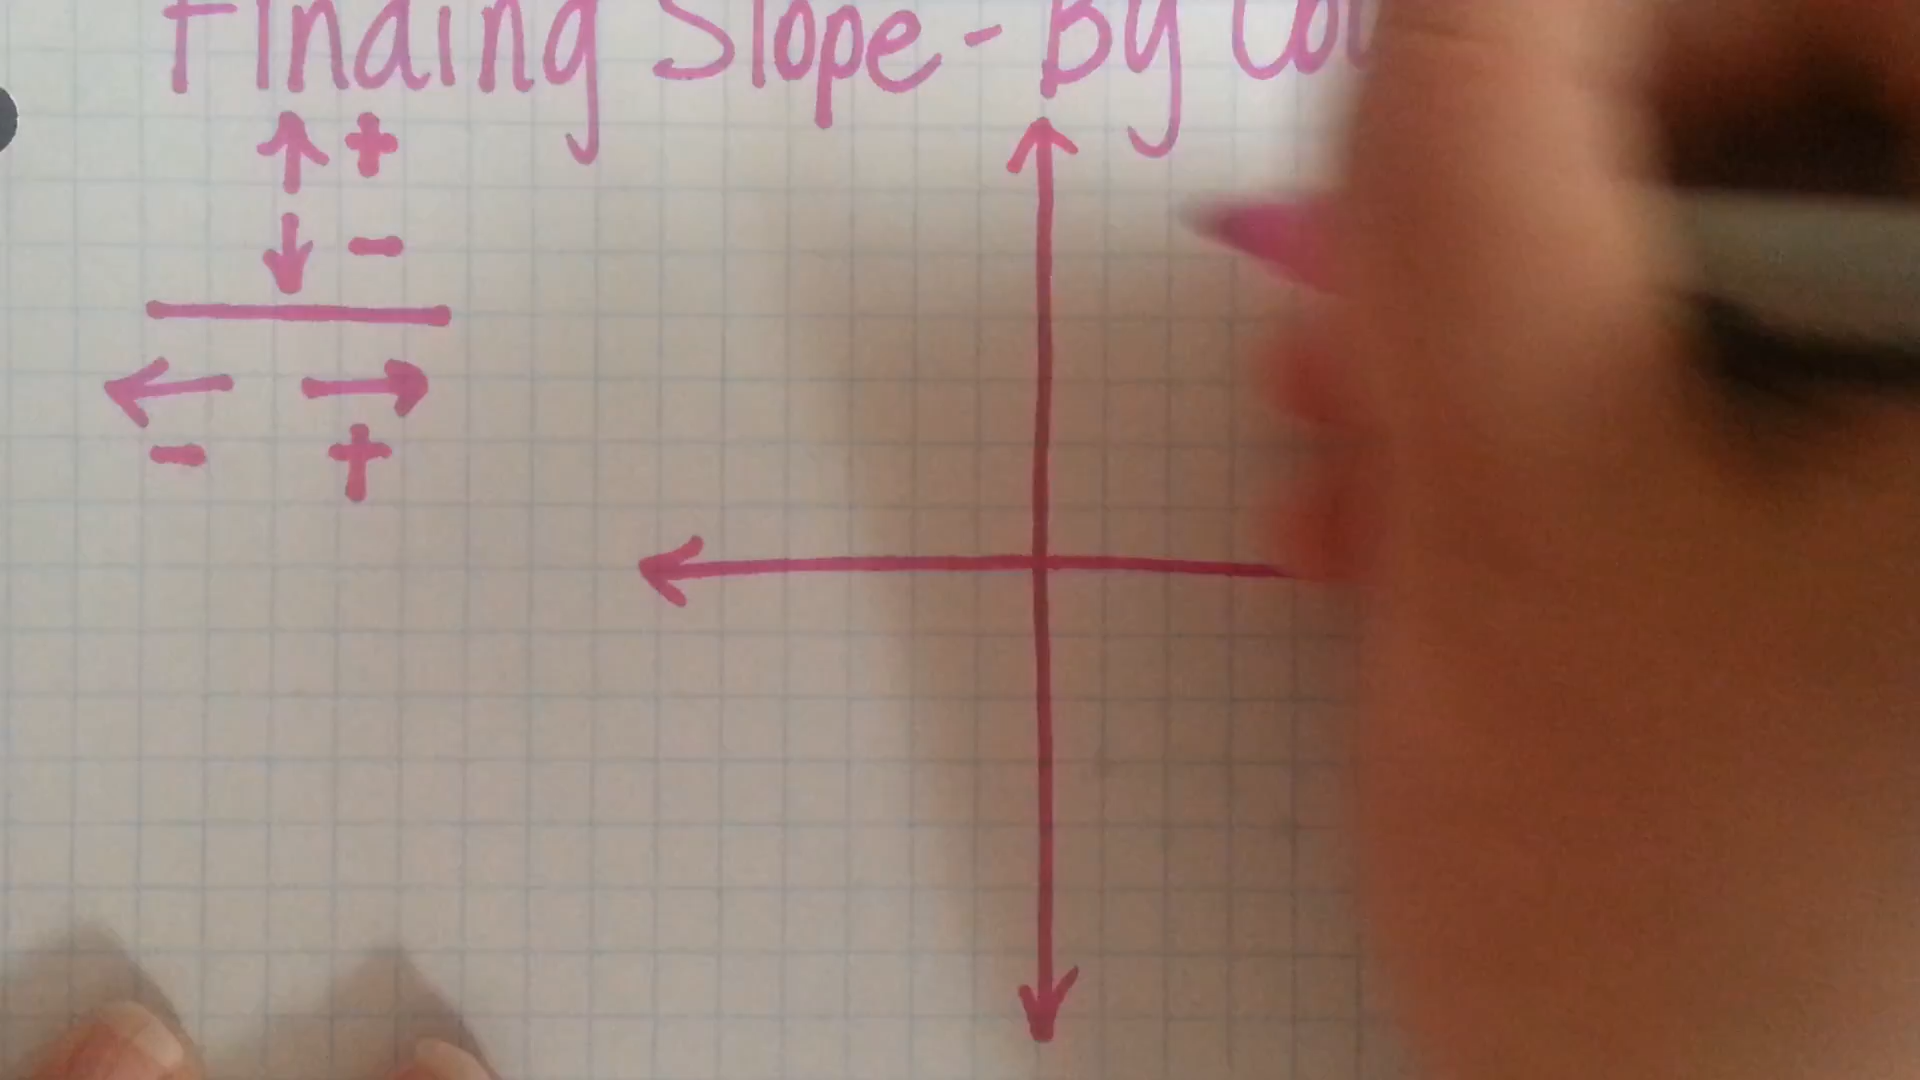 Finding Slope - By
+
-
- +